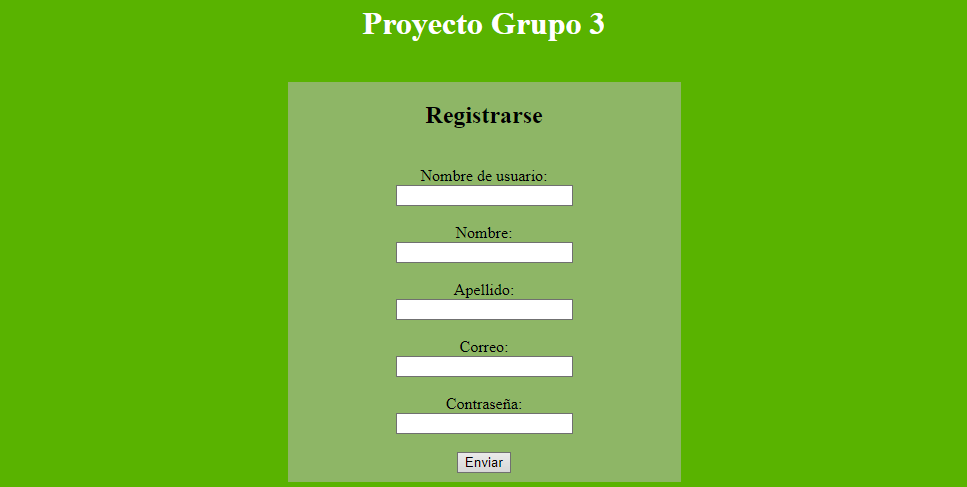 Proyecto Grupo 3
Registrarse
Nombre de usuario:
Nombre:
Apellido:
Correo:
Contraseña:
Enviar